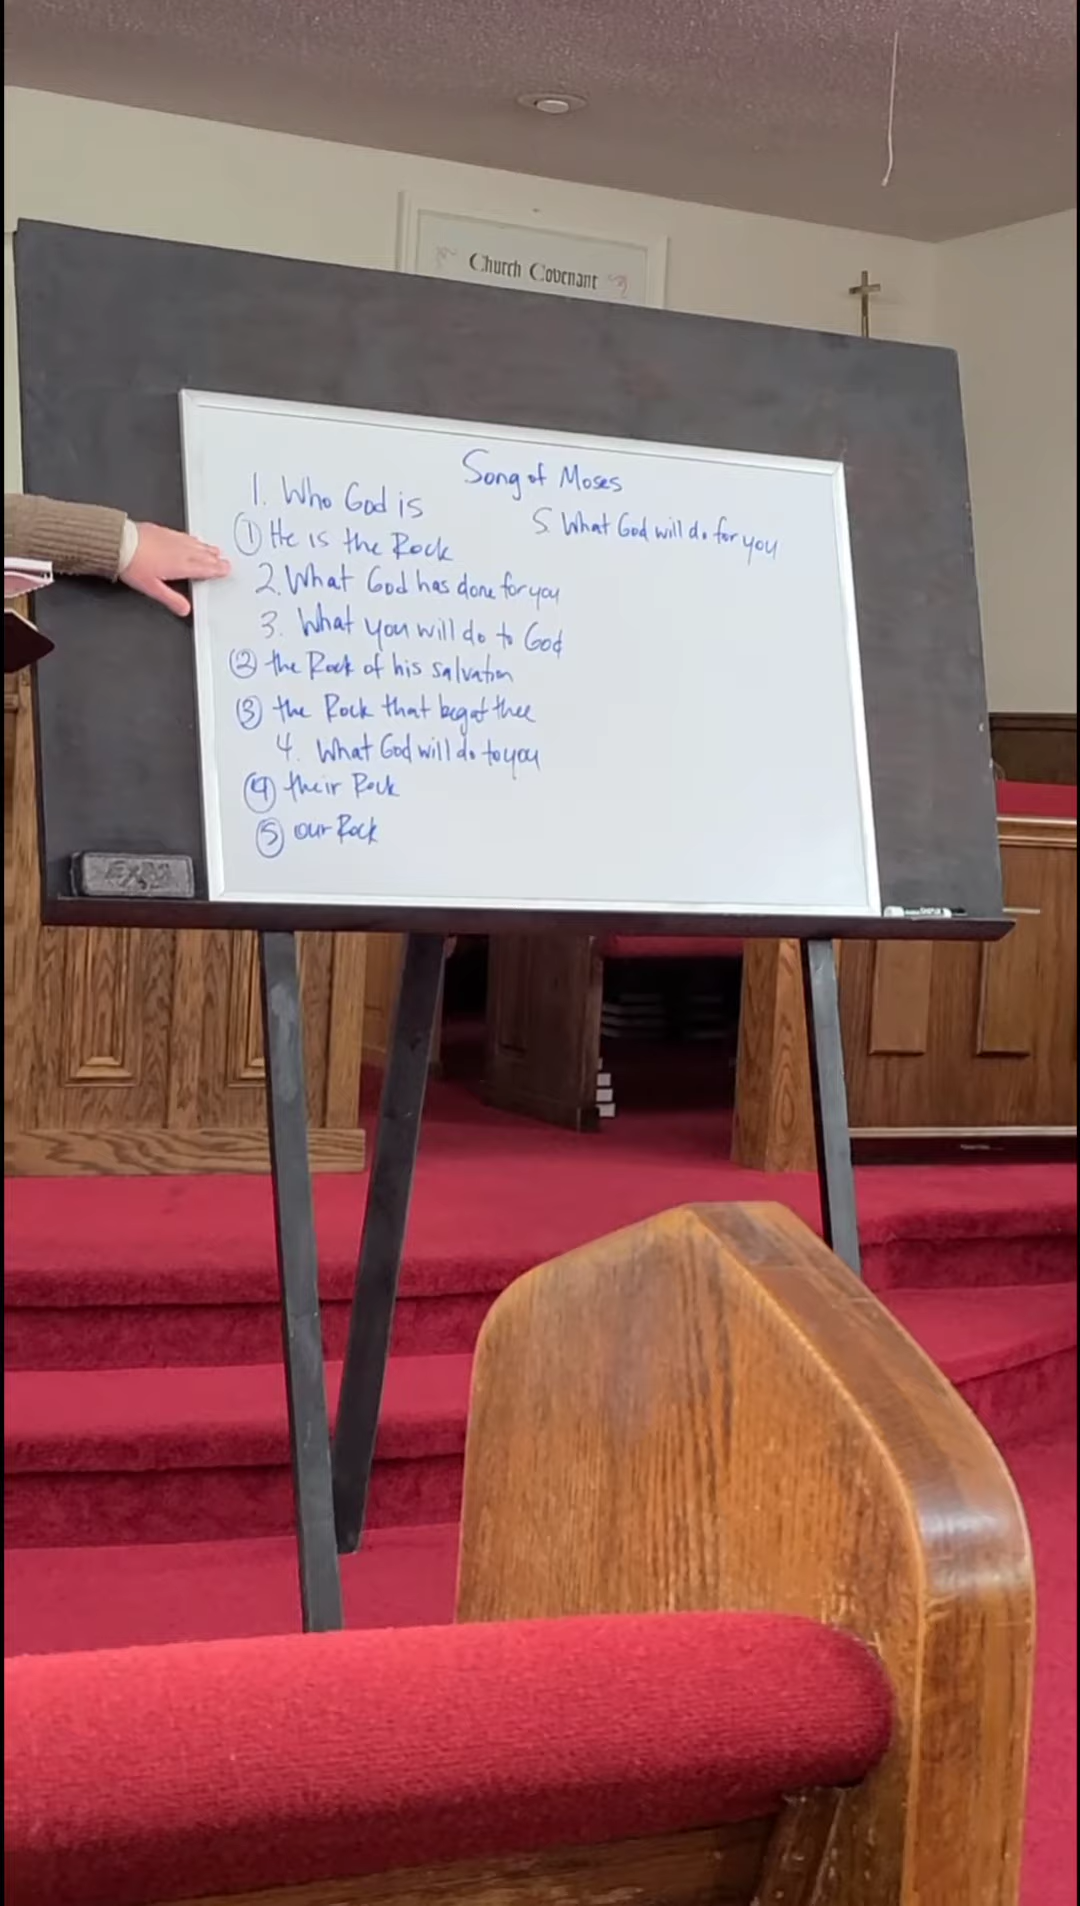 Church Covenant
Song of Moses
1. Who God is
① He is the Rock
2. What God has done for you
3. What you will do to God
② the Rock of his salvation
③ the Rock that begat thee
4. What God will do to you
④ their Rock
⑤ our Rock
5. What God will do for you
EXPO